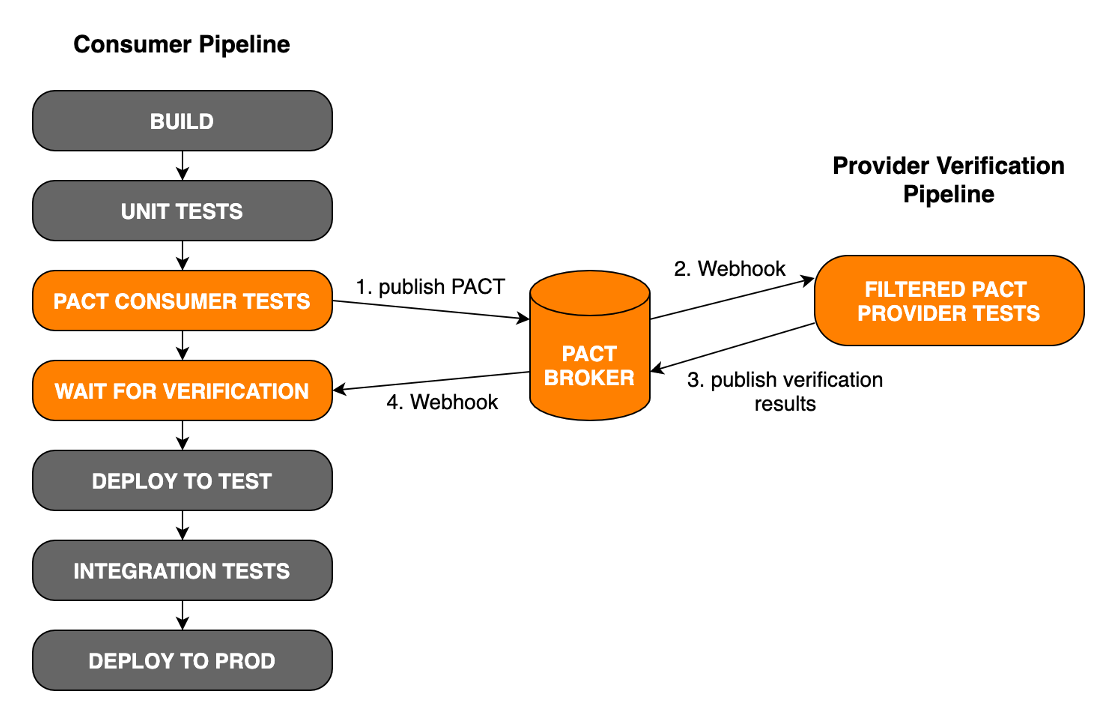 Consumer Pipeline
BUILD
UNIT TESTS
PACT CONSUMER TESTS
WAIT FOR VERIFICATION
DEPLOY TO TEST
INTEGRATION TESTS
DEPLOY TO PROD
1. publish PACT
4. Webhook
PACT
BROKER
2. Webhook
3. publish verification
results
Provider Verification
Pipeline
FILTERED PACT
PROVIDER TESTS